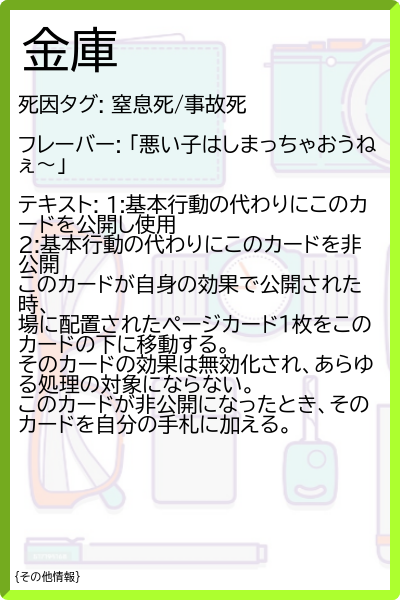 金庫
死因タグ: 窒息死/事故死
フレーバー: 「悪い子はしまっちゃおうね
ぇ～」
テキスト: 1:基本行動の代わりにこのカ
ードを公開し使用
2:基本行動の代わりにこのカードを非
公開
このカードが自身の効果で公開された
時、
場に配置されたページカード1枚をこの
カードの下に移動する。
そのカードの効果は無効化され、あらゆ
る処理の対象にならない。
このカードが非公開になったとき、その
カードを自分の手札に加える。
{その他情報}